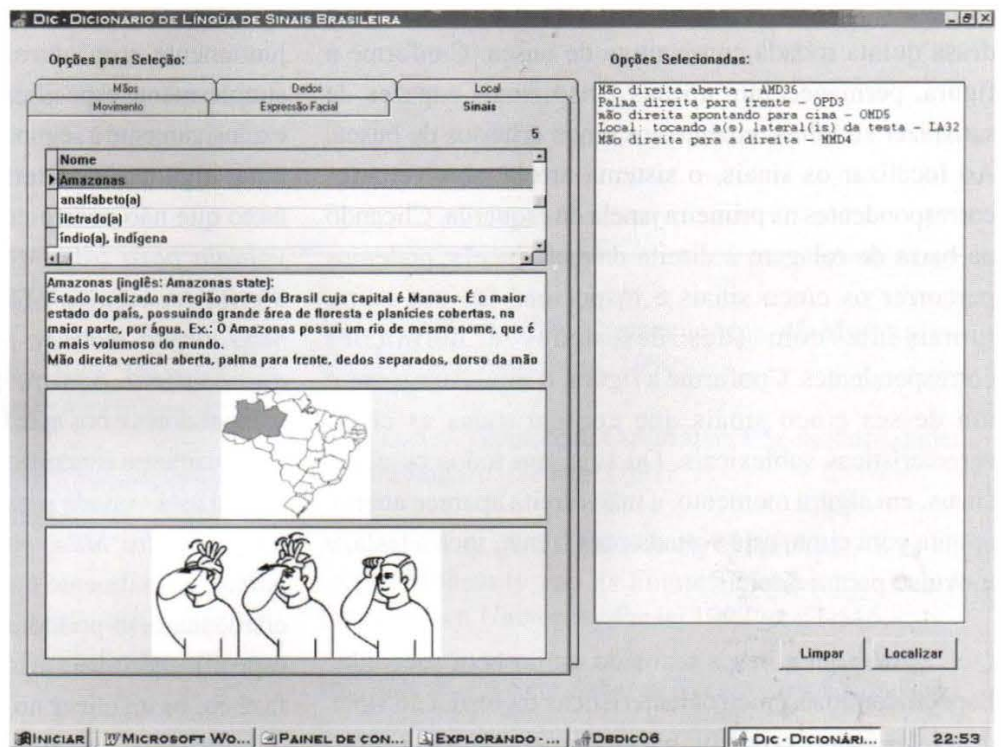 DIC - DICIONÁRIO DE LÍNGÜA DE SINAIS BRASILEIRA
Opções para Seleção:
Mãos
Dedos
Local
Movimento
Expressão Facial
Sinais
5
Nome
Amazonas
analfabeto(a)
iletrado(a)
índio(a), indígena
Amazonas (inglês: Amazonas state):
Estado localizado na região norte do Brasil cuja capital é Manaus. É o maior
estado do país, possuindo grande área de floresta e planícies cobertas, na
maior parte, por água. Ex.: O Amazonas possui um rio de mesmo nome, que é
o mais volumoso do mundo.
Mão direita vertical aberta, palma para frente, dedos separados, dorso da mão
Opções Selecionadas:
Mão direita aberta - AMD36
Palma direita para frente - OPD3
mão direita apontando para cima - OMD5
Local: tocando a(s) lateral(is) da testa - LA32
Mão direita para a direita - MMD4
Limpar
Localizar
INICIAR
MICROSOFT WO...
PAINEL DE CON...
EXPLORANDO - ...
DBDIC06
DIC - DICIONÁRI...
22:53